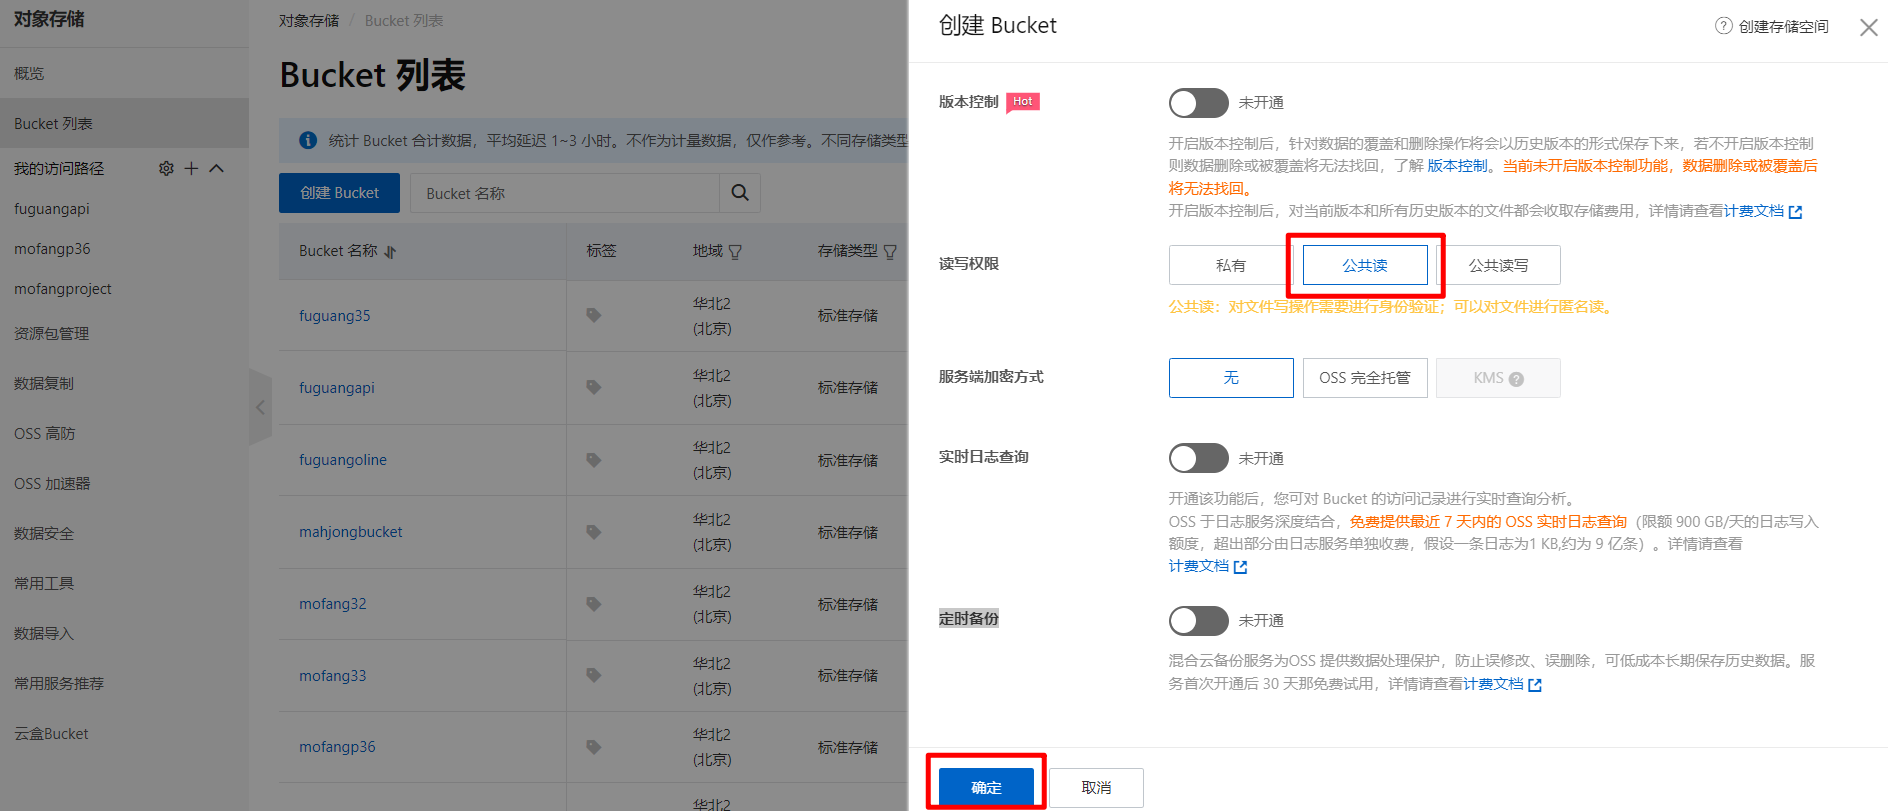 对象存储
概览
Bucket 列表
我的访问路径
fuguangapi
mofangp36
mofangproject
资源包管理
数据复制
OSS 高防
OSS 加速器
数据安全
常用工具
数据导入
常用服务推荐
云盒Bucket
对象存储 / Bucket 列表
Bucket 列表
统计 Bucket 合计数据，平均延迟 1~3 小时。不作为计量数据，仅作参考。不同存储类型
创建 Bucket
Bucket 名称
Bucket 名称 标签 地域 存储类型
fuguang35 华北2 (北京) 标准存储
fuguangapi 华北2 (北京) 标准存储
fuguangoline 华北2 (北京) 标准存储
mahjongbucket 华北2 (北京) 标准存储
mofang32 华北2 (北京) 标准存储
mofang33 华北2 (北京) 标准存储
mofangp36 华北2 (北京) 标准存储
华北2
创建 Bucket
创建存储空间
版本控制 Hot 未开通
开启版本控制后，针对数据的覆盖和删除操作将会以历史版本的形式保存下来，若不开启版本控制
则数据删除或被覆盖将无法找回，了解 版本控制。当前未开启版本控制功能，数据删除或被覆盖后
将无法找回。
开启版本控制后，对当前版本和所有历史版本的文件都会收取存储费用，详情请查看计费文档
读写权限 私有 公共读 公共读写
公共读：对文件写操作需要进行身份验证；可以对文件进行匿名读。
服务端加密方式 无 OSS 完全托管 KMS ?
实时日志查询 未开通
开通该功能后，您可对 Bucket 的访问记录进行实时查询分析。
OSS 于日志服务深度结合，免费提供最近 7 天内的 OSS 实时日志查询（限额 900 GB/天的日志写入
额度，超出部分由日志服务单独收费，假设一条日志为1 KB,约为 9 亿条）。详情请查看
计费文档
定时备份 未开通
混合云备份服务为OSS 提供数据处理保护，防止误修改、误删除，可低成本长期保存历史数据。服
务首次开通后 30 天那免费试用，详情请查看计费文档
确定 取消